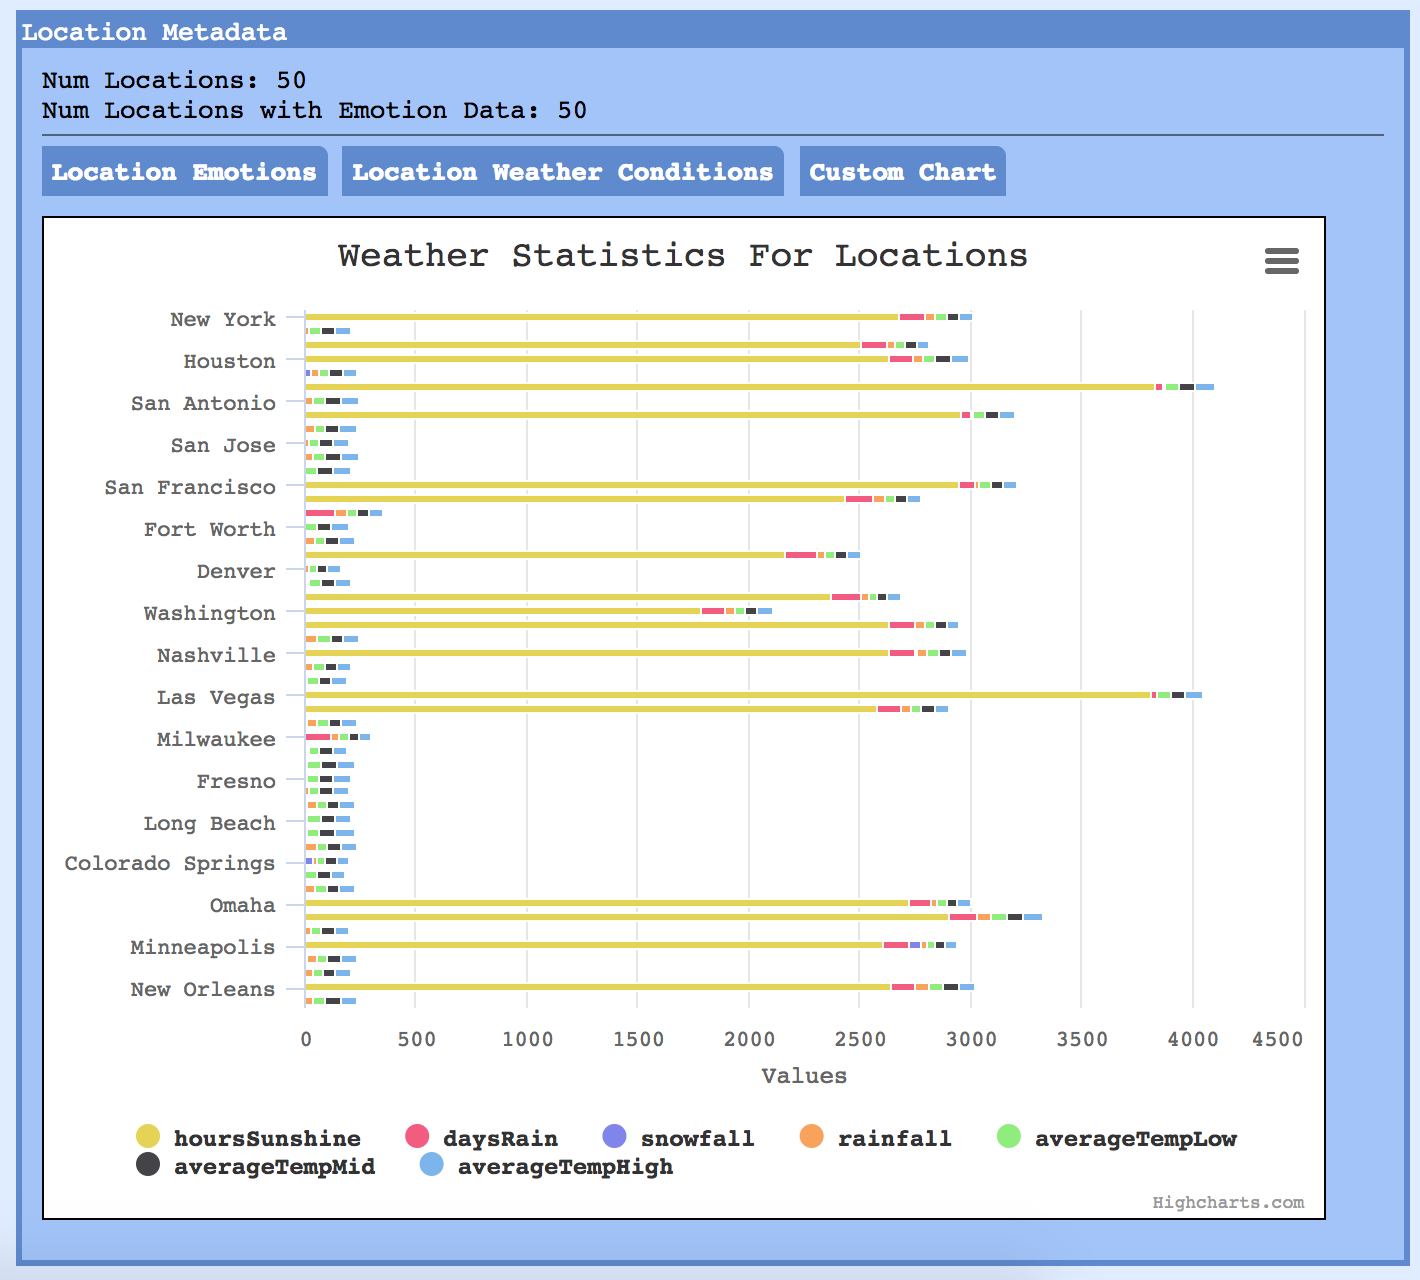 Location Metadata
Num Locations: 50
Num Locations with Emotion Data: 50
Location Emotions Location Weather Conditions Custom Chart
Weather Statistics For Locations
New York
Houston
San Antonio
San Jose
San Francisco
Fort Worth
Denver
Washington
Nashville
Las Vegas
Milwaukee
Fresno
Long Beach
Colorado Springs
Omaha
Minneapolis
New Orleans
0 500 1000 1500 2000 2500 3000 3500 4000 4500
Values
hoursSunshine daysRain snowfall rainfall averageTempLow
averageTempMid averageTempHigh
Highcharts.com